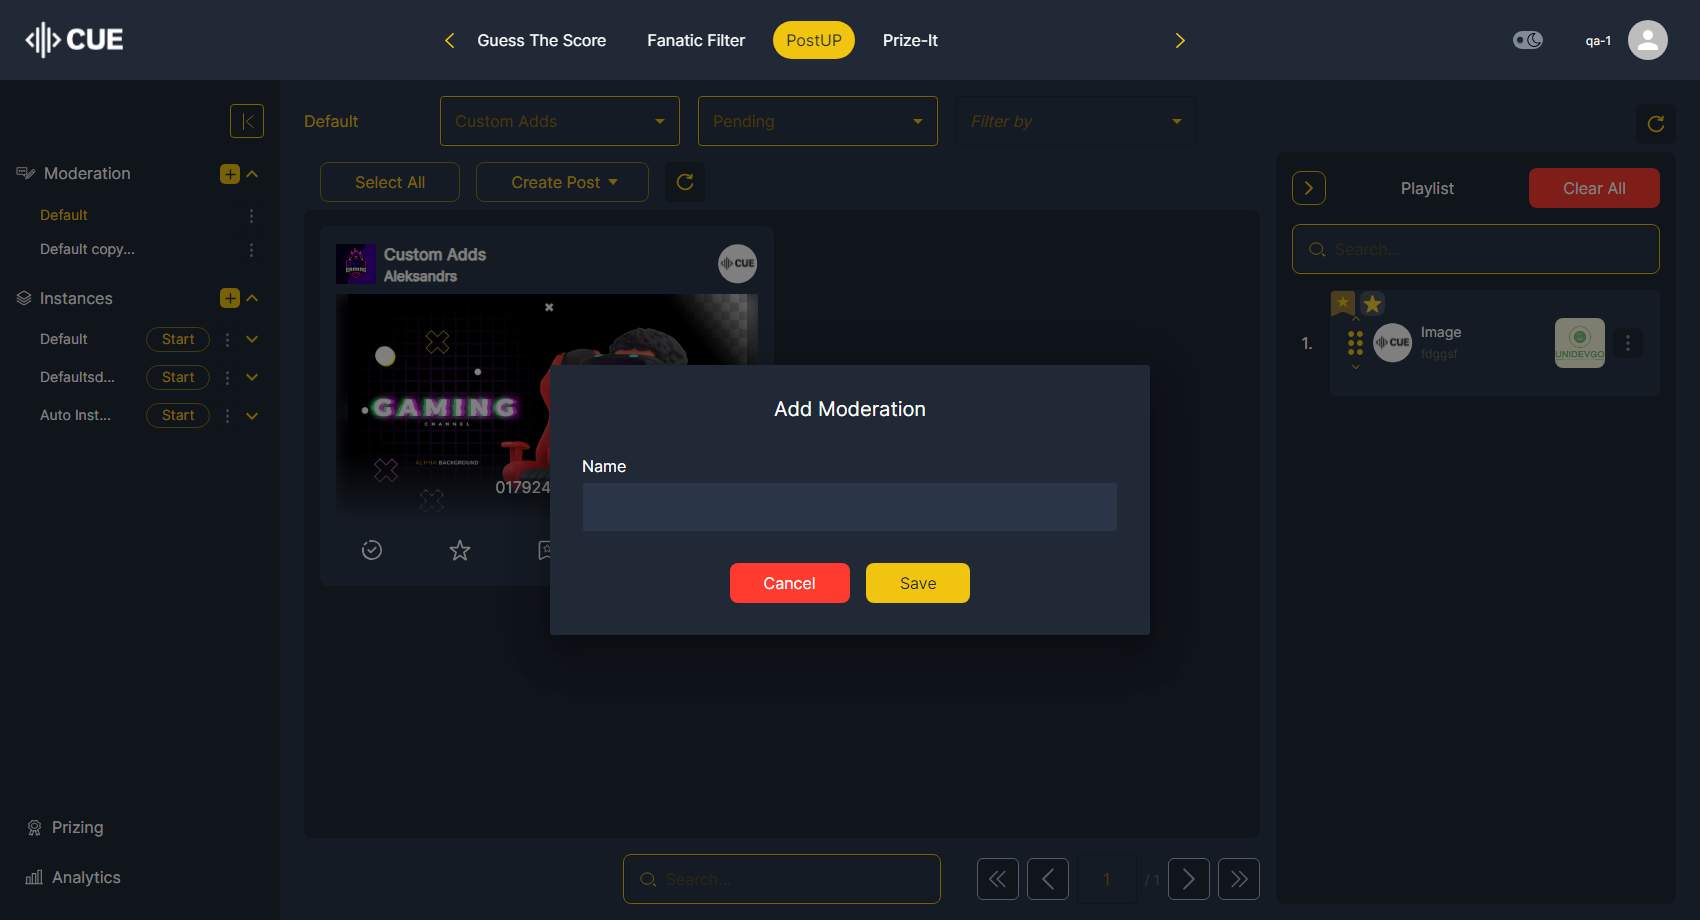 CUE
Guess The Score
Fanatic Filter
PostUP
Prize-It
qa-1
Moderation
Default
Default copy...
Instances
Default
Start
Defaultsd...
Start
Auto Inst...
Start
Prizing
Analytics
Default
Custom Adds
Pending
Filter by
Select All
Create Post
Custom Adds
Aleksandrs
CUE
GAMING
GAMING
CHANNEL
ALPHA BACKGROUND
017924
Add Moderation
Name
Cancel
Save
Search...
1
/ 1
Playlist
Clear All
Search...
1.
CUE
Image
fdggsf
UNIDEVGO